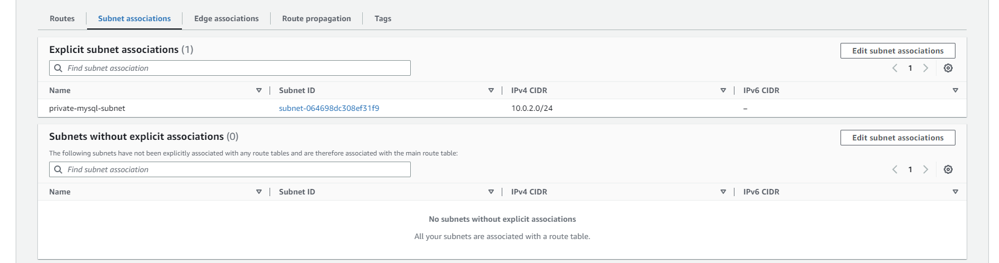 Routes Subnet associations Edge associations Route propagation Tags
Explicit subnet associations (1) Edit subnet associations
Find subnet association 1
Name Subnet ID IPv4 CIDR IPv6 CIDR
private-mysql-subnet subnet-064698dc308ef31f9 10.0.2.0/24 –
Subnets without explicit associations (0) Edit subnet associations
The following subnets have not been explicitly associated with any route tables and are therefore associated with the main route table:
Find subnet association 1
Name Subnet ID IPv4 CIDR IPv6 CIDR
No subnets without explicit associations
All your subnets are associated with a route table.